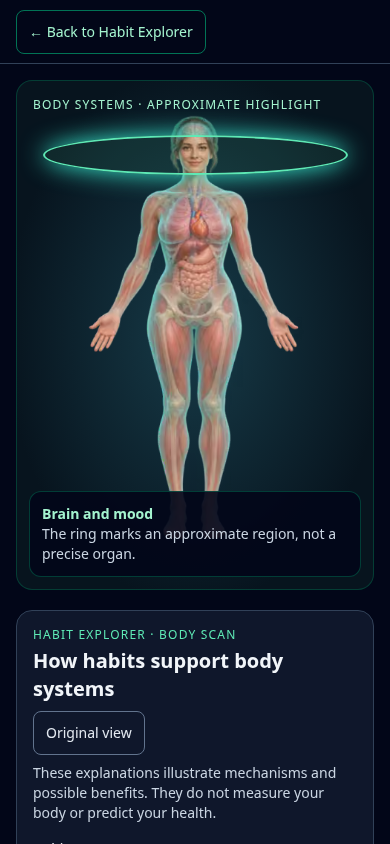 ← Back to Habit Explorer
BODY SYSTEMS · APPROXIMATE HIGHLIGHT
Brain and mood
The ring marks an approximate region, not a
precise organ.
HABIT EXPLORER · BODY SCAN
How habits support body
systems
Original view
These explanations illustrate mechanisms and
possible benefits. They do not measure your
body or predict your health.